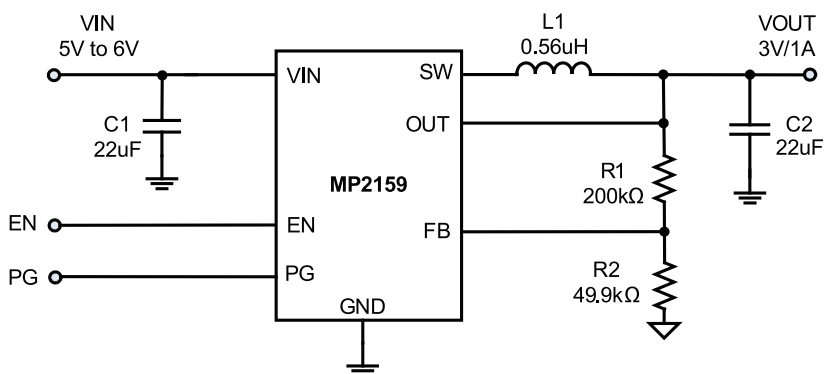 VIN
5V to 6V
L1
0.56uH
VOUT
3V/1A
VIN
SW
C1
22uF
OUT
C2
22uF
MP2159
R1
200kΩ
EN
EN
FB
PG
PG
R2
49.9kΩ
GND